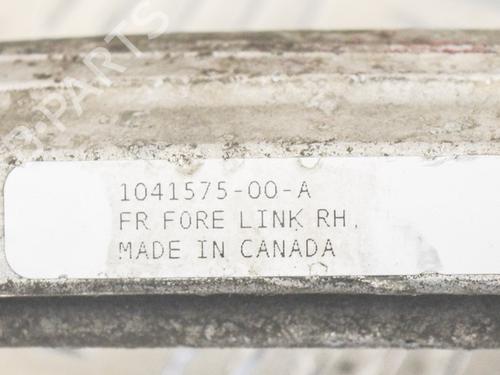 1041575-00-A
FR FORE LINK RH,
MADE IN CANADA